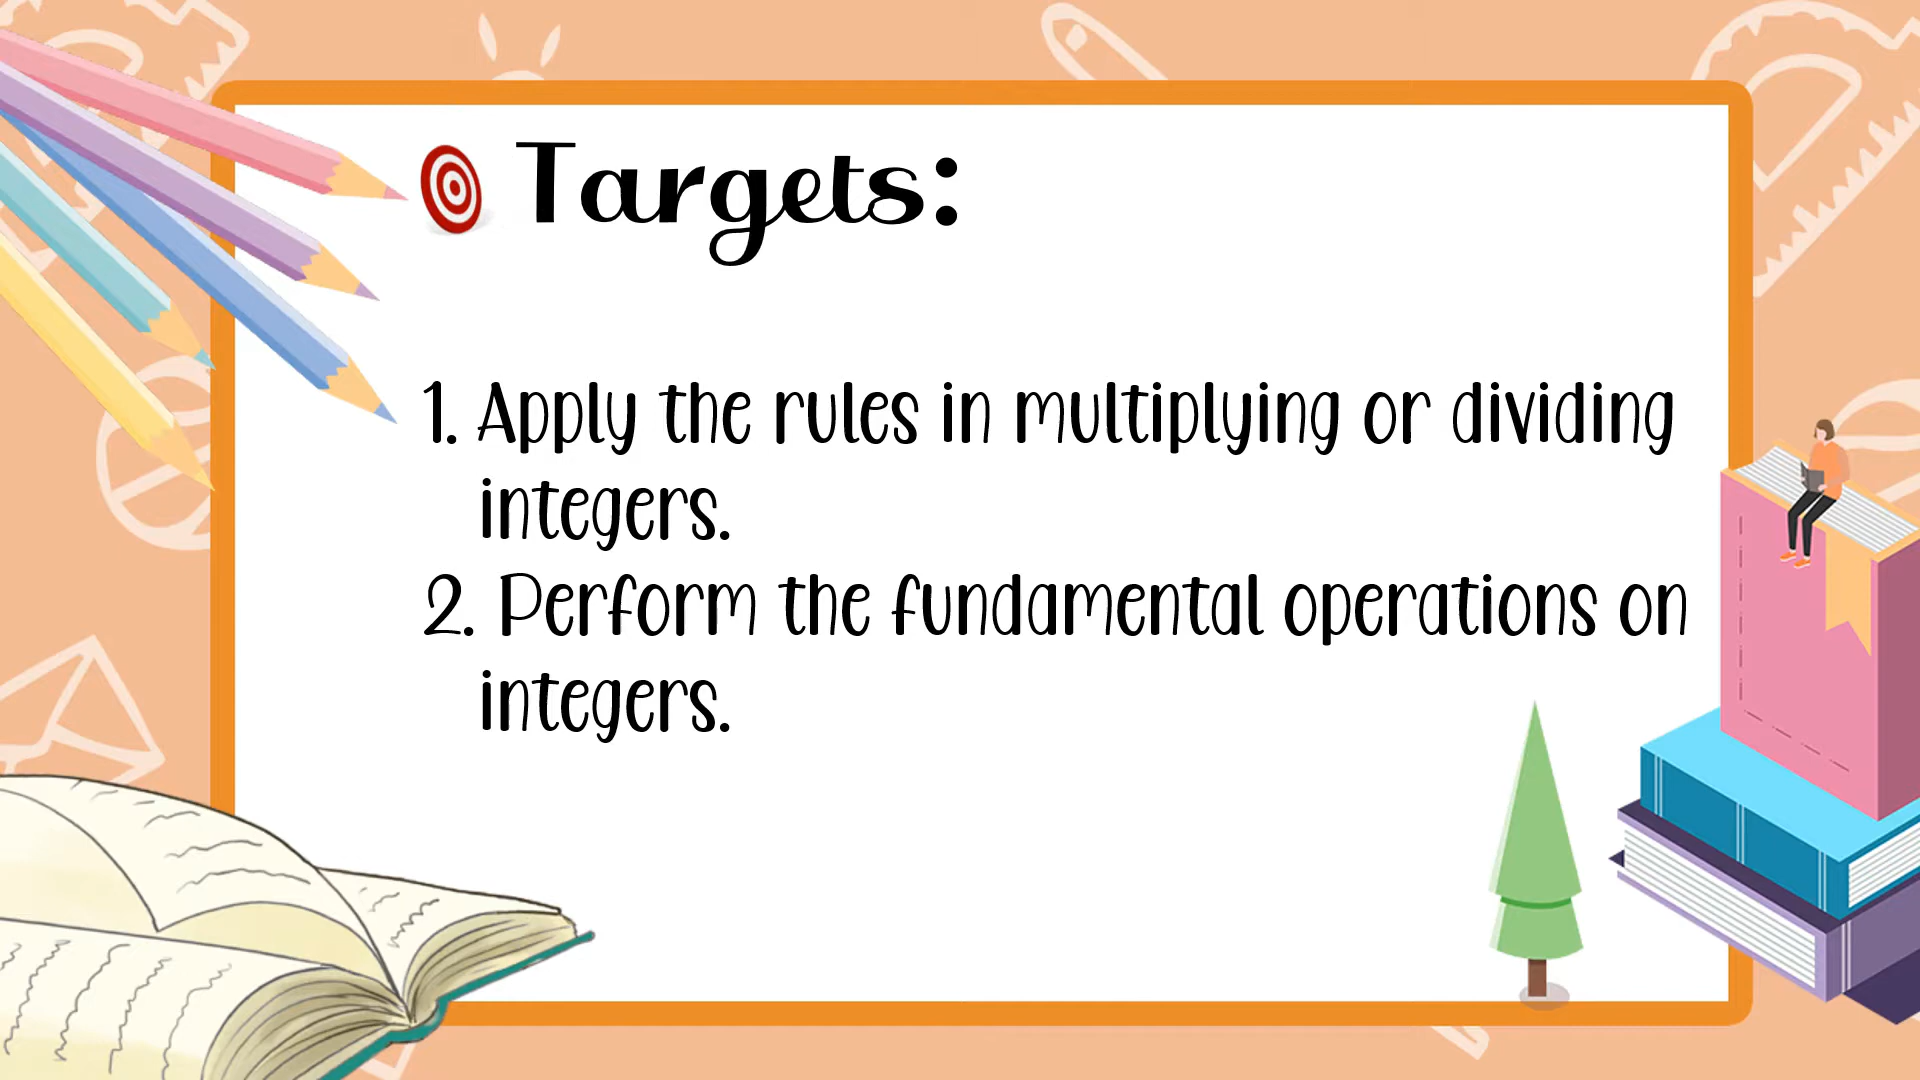 Targets:
1. Apply the rules in multiplying or dividing
integers.
2. Perform the fundamental operations on
integers.